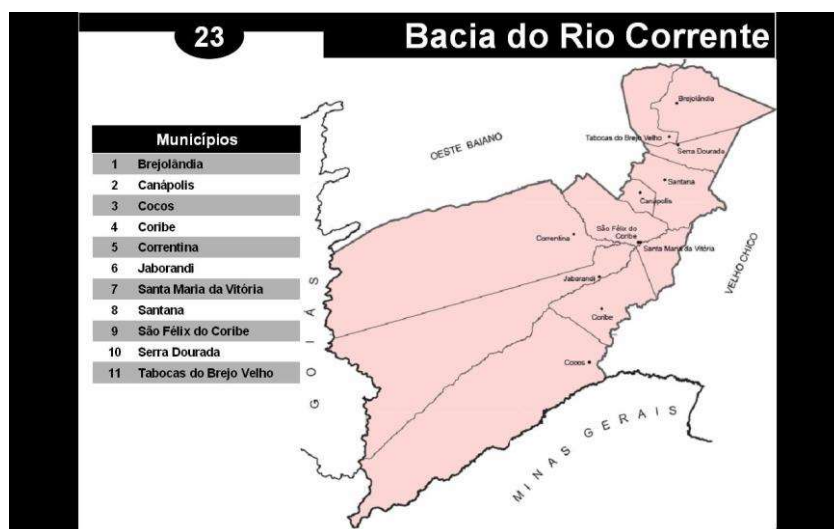 23
Bacia do Rio Corrente
Municípios
1 Brejolândia
2 Canápolis
3 Cocos
4 Coribe
5 Correntina
6 Jaborandi
7 Santa Maria da Vitória
8 Santana
9 São Félix do Coribe
10 Serra Dourada
11 Tabocas do Brejo Velho
OESTE BAIANO
Brejolândia
Tabocas do Brejo Velho
Serra Dourada
Santana
Canápolis
São Félix do
Coribe
Correntina
Santa Maria da Vitória
Jaborandi
Coribe
Cocos
VELHO CHICO
GOIÁS
MINAS GERAIS